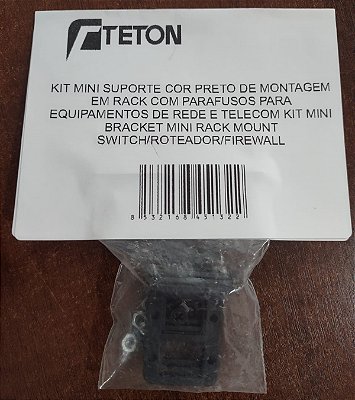 TETON
KIT MINI SUPORTE COR PRETO DE MONTAGEM
EM RACK COM PARAFUSOS PARA
EQUIPAMENTOS DE REDE E TELECOM KIT MINI
BRACKET MINI RACK MOUNT
SWITCH/ROTEADOR/FIREWALL
8532168451322